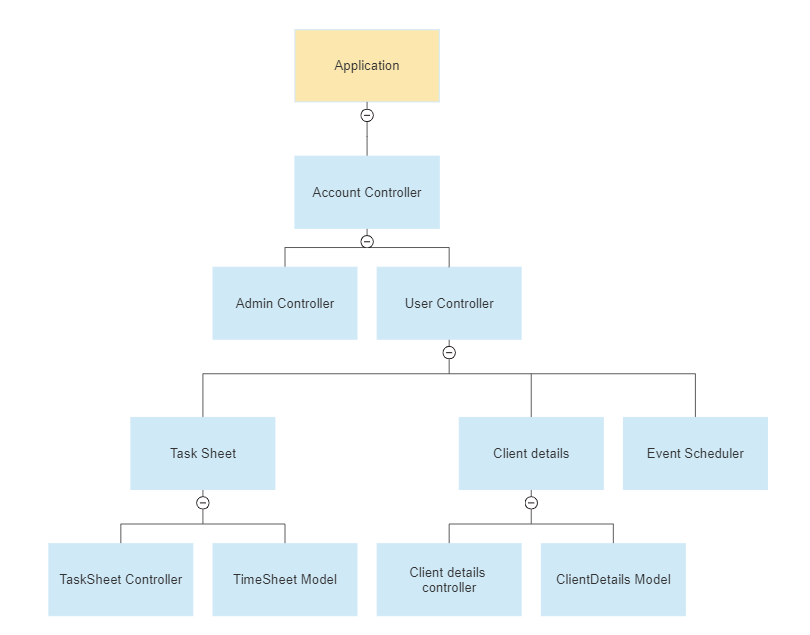 Application
Account Controller
Admin Controller
User Controller
Task Sheet
Client details
Event Scheduler
TaskSheet Controller
TimeSheet Model
Client details
controller
ClientDetails Model